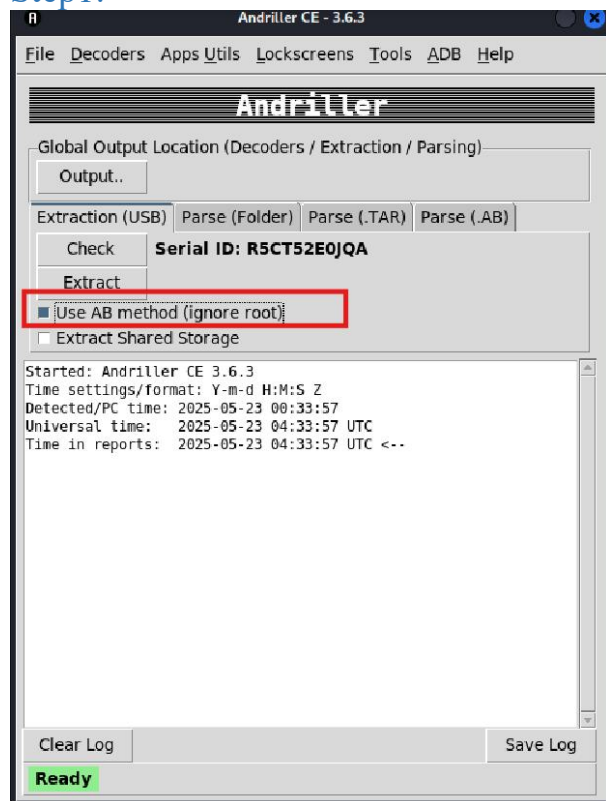 Step1:
Andriller CE - 3.6.3
File Decoders Apps Utils Lockscreens Tools ADB Help
Andriller
Global Output Location (Decoders / Extraction / Parsing)
Output..
Extraction (USB) Parse (Folder) Parse (.TAR) Parse (.AB)
Check Serial ID: R5CT52E0JQA
Extract
Use AB method (ignore root)
Extract Shared Storage
Started: Andriller CE 3.6.3
Time settings/format: Y-m-d H:M:S Z
Detected/PC time: 2025-05-23 00:33:57
Universal time: 2025-05-23 04:33:57 UTC
Time in reports: 2025-05-23 04:33:57 UTC <--
Clear Log Save Log
Ready